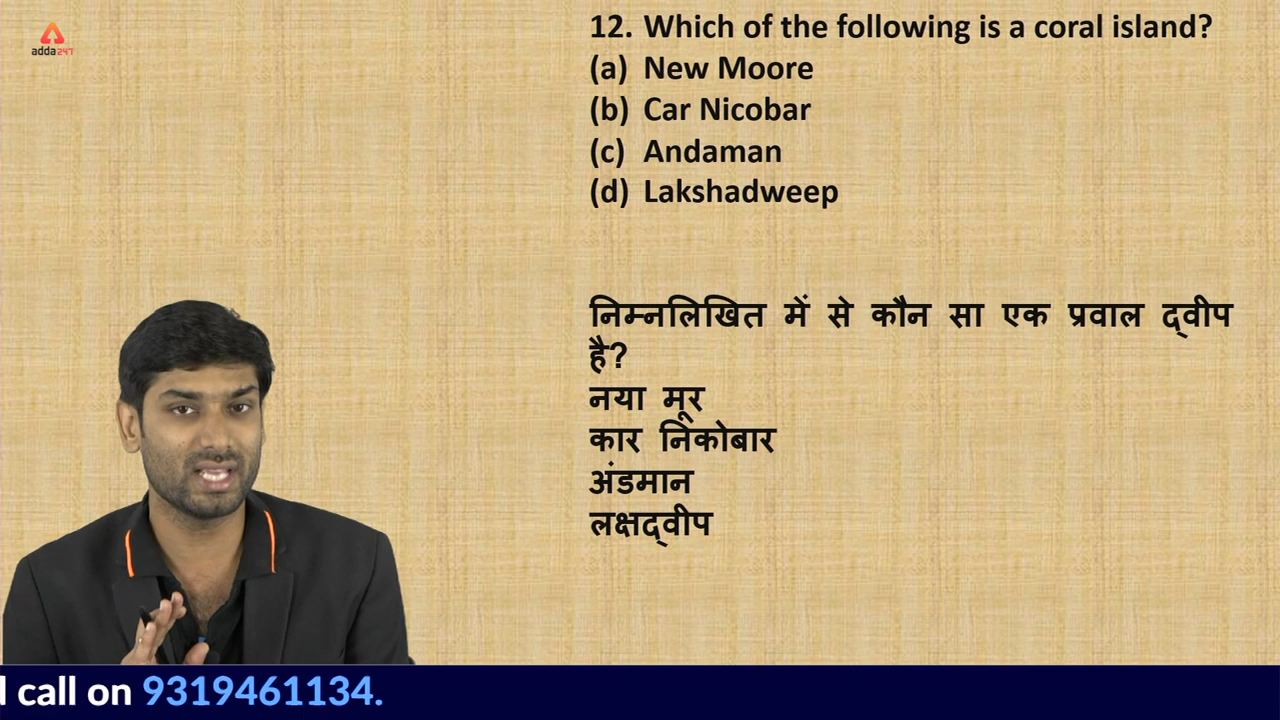 adda247
12. Which of the following is a coral island?
(a) New Moore
(b) Car Nicobar
(c) Andaman
(d) Lakshadweep
निम्नलिखित में से कौन सा एक प्रवाल द्वीप
है?
नया मूर
कार निकोबार
अंडमान
लक्षद्वीप
call on 9319461134.